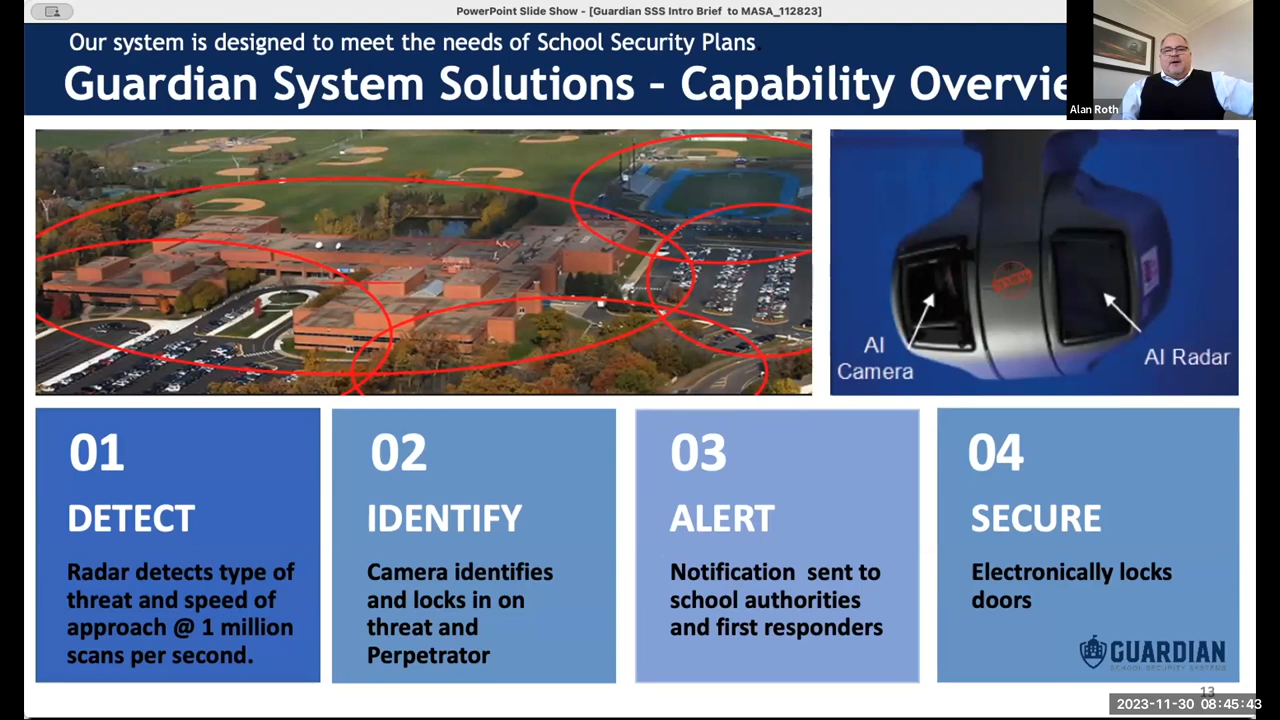 PowerPoint Slide Show - [Guardian SSS Intro Brief to MASA_112823]
Our system is designed to meet the needs of School Security Plans.
Guardian System Solutions – Capability Overvie
Alan Roth
AI
Camera
AI Radar
01
DETECT
Radar detects type of
threat and speed of
approach @ 1 million
scans per second.
02
IDENTIFY
Camera identifies
and locks in on
threat and
Perpetrator
03
ALERT
Notification sent to
school authorities
and first responders
04
SECURE
Electronically locks
doors
GUARDIAN
SCHOOL SECURITY SYSTEMS
13
2023-11-30 08:45:43